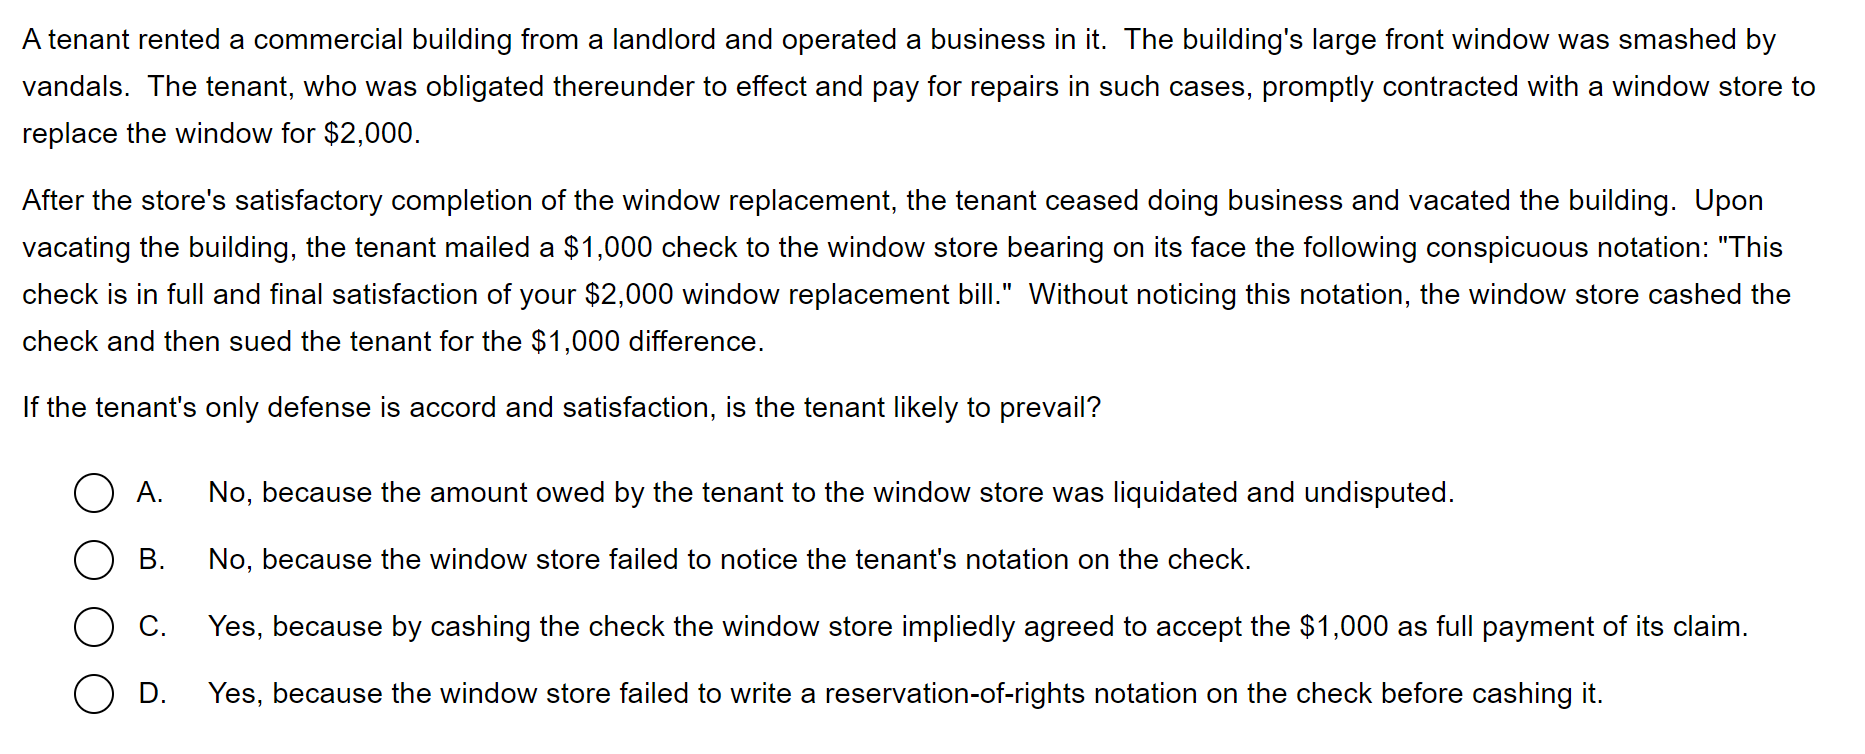 A tenant rented a commercial building from a landlord and operated a business in it.  The building's large front window was smashed by
vandals.  The tenant, who was obligated thereunder to effect and pay for repairs in such cases, promptly contracted with a window store to
replace the window for $2,000.
After the store's satisfactory completion of the window replacement, the tenant ceased doing business and vacated the building.  Upon
vacating the building, the tenant mailed a $1,000 check to the window store bearing on its face the following conspicuous notation: "This
check is in full and final satisfaction of your $2,000 window replacement bill."  Without noticing this notation, the window store cashed the
check and then sued the tenant for the $1,000 difference.
If the tenant's only defense is accord and satisfaction, is the tenant likely to prevail?
A. No, because the amount owed by the tenant to the window store was liquidated and undisputed.
B. No, because the window store failed to notice the tenant's notation on the check.
C. Yes, because by cashing the check the window store impliedly agreed to accept the $1,000 as full payment of its claim.
D. Yes, because the window store failed to write a reservation-of-rights notation on the check before cashing it.